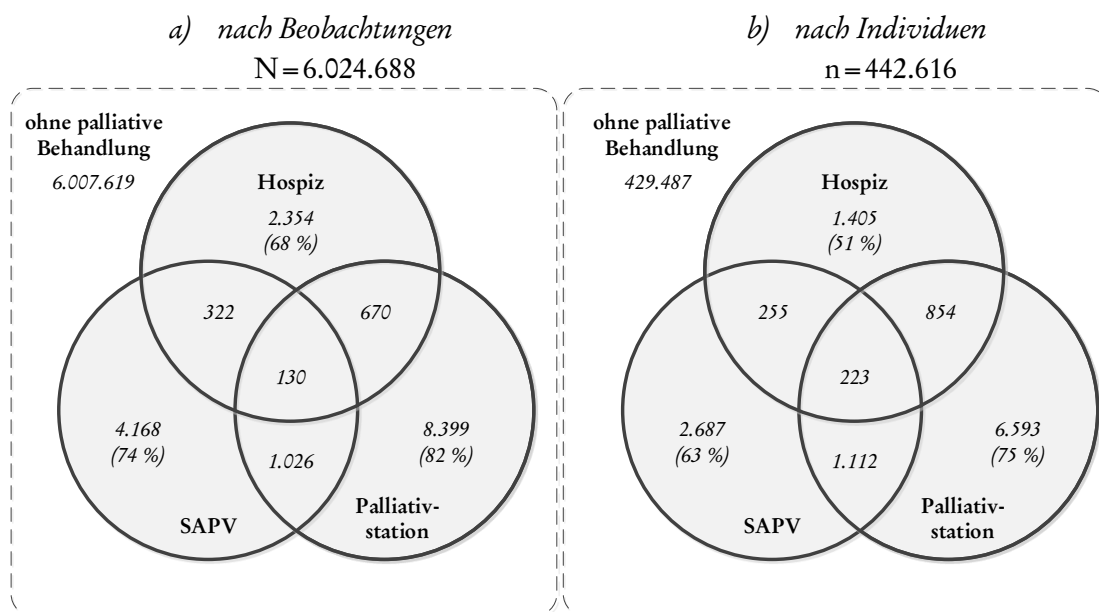 a) nach Beobachtungen
N=6.024.688
ohne palliative
Behandlung
6.007.619
Hospiz
2.354
(68 %)
322
670
130
4.168
(74 %)
1.026
8.399
(82 %)
SAPV
Palliativ-
station
b) nach Individuen
n=442.616
ohne palliative
Behandlung
429.487
Hospiz
1.405
(51 %)
255
854
223
2.687
(63 %)
1.112
6.593
(75 %)
SAPV
Palliativ-
station